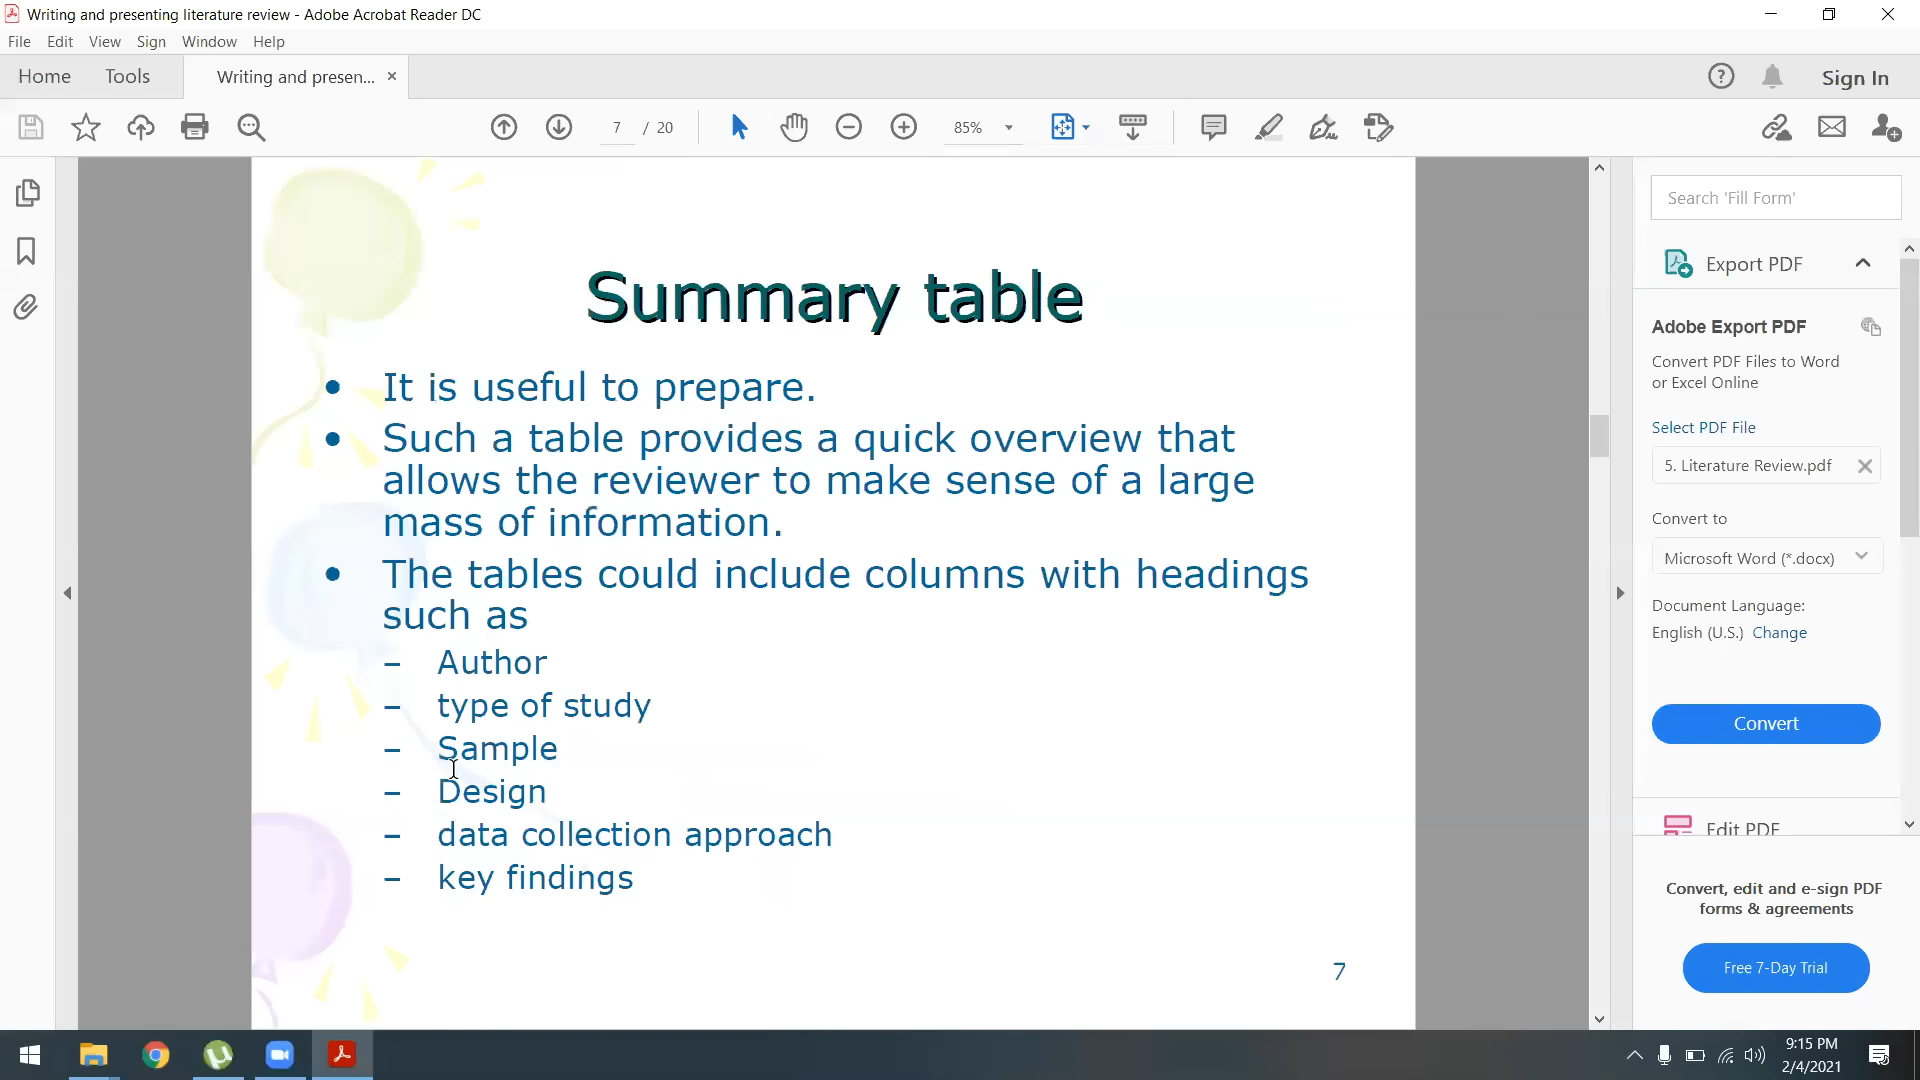 Writing and presenting literature review - Adobe Acrobat Reader DC
File Edit View Sign Window Help
Home Tools Writing and presen... ×
? Sign In
7 / 20 85%
Summary table
• It is useful to prepare.
• Such a table provides a quick overview that
allows the reviewer to make sense of a large
mass of information.
• The tables could include columns with headings
such as
– Author
– type of study
– Sample
– Design
– data collection approach
– key findings
7
Search 'Fill Form'
Export PDF
Adobe Export PDF
Convert PDF Files to Word
or Excel Online
Select PDF File
5. Literature Review.pdf
Convert to
Microsoft Word (*.docx)
Document Language:
English (U.S.) Change
Convert
Edit PDF
Convert, edit and e-sign PDF
forms & agreements
Free 7-Day Trial
9:15 PM
2/4/2021